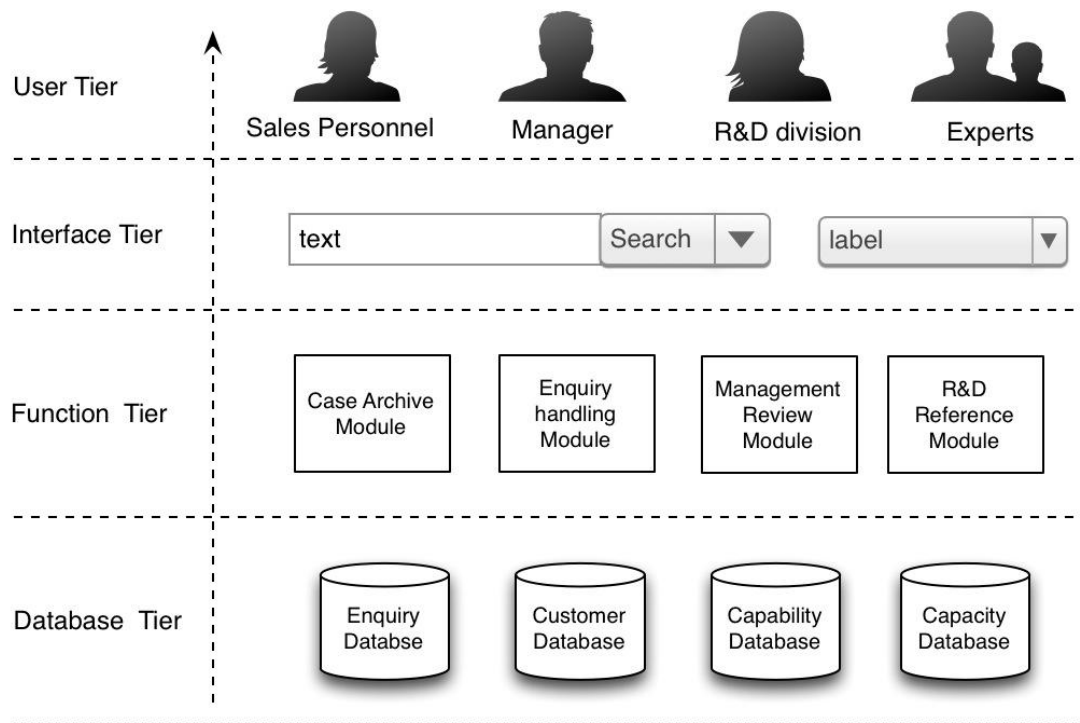 User Tier
Sales Personnel
Manager
R&D division
Experts
Interface Tier
text
Search
label
Function Tier
Case Archive
Module
Enquiry
handling
Module
Management
Review
Module
R&D
Reference
Module
Database Tier
Enquiry
Databse
Customer
Database
Capability
Database
Capacity
Database